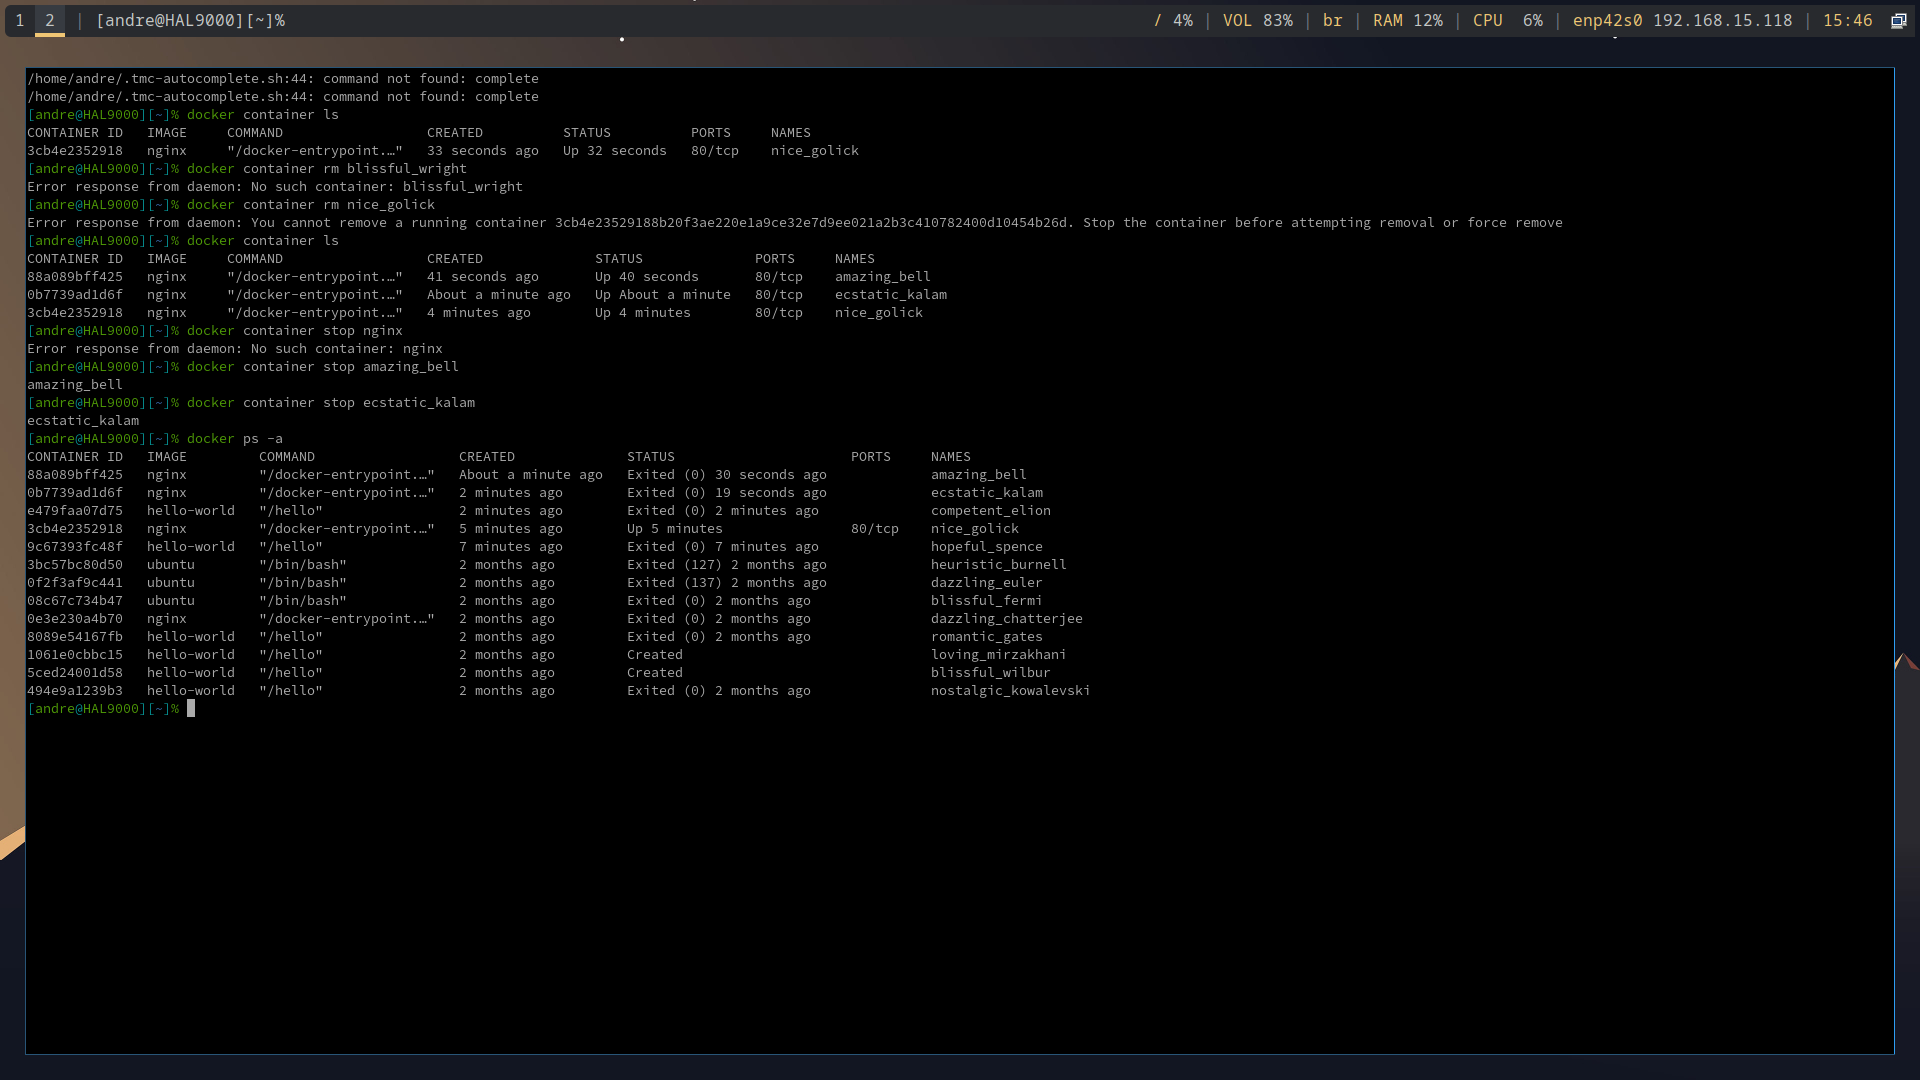 1 2 | [andre@HAL9000][~]% / 4% | VOL 83% | br | RAM 12% | CPU 6% | enp42s0 192.168.15.118 | 15:46
/home/andre/.tmc-autocomplete.sh:44: command not found: complete
/home/andre/.tmc-autocomplete.sh:44: command not found: complete
[andre@HAL9000][~]% docker container ls
CONTAINER ID   IMAGE     COMMAND                  CREATED          STATUS          PORTS     NAMES
3cb4e2352918   nginx     "/docker-entrypoint.…"   33 seconds ago   Up 32 seconds   80/tcp    nice_golick
[andre@HAL9000][~]% docker container rm blissful_wright
Error response from daemon: No such container: blissful_wright
[andre@HAL9000][~]% docker container rm nice_golick
Error response from daemon: You cannot remove a running container 3cb4e23529188b20f3ae220e1a9ce32e7d9ee021a2b3c410782400d10454b26d. Stop the container before attempting removal or force remove
[andre@HAL9000][~]% docker container ls
CONTAINER ID   IMAGE     COMMAND                  CREATED              STATUS              PORTS     NAMES
88a089bff425   nginx     "/docker-entrypoint.…"   41 seconds ago       Up 40 seconds       80/tcp    amazing_bell
0b7739ad1d6f   nginx     "/docker-entrypoint.…"   About a minute ago   Up About a minute   80/tcp    ecstatic_kalam
3cb4e2352918   nginx     "/docker-entrypoint.…"   4 minutes ago        Up 4 minutes        80/tcp    nice_golick
[andre@HAL9000][~]% docker container stop nginx
Error response from daemon: No such container: nginx
[andre@HAL9000][~]% docker container stop amazing_bell
amazing_bell
[andre@HAL9000][~]% docker container stop ecstatic_kalam
ecstatic_kalam
[andre@HAL9000][~]% docker ps -a
CONTAINER ID   IMAGE         COMMAND                  CREATED              STATUS                      PORTS     NAMES
88a089bff425   nginx         "/docker-entrypoint.…"   About a minute ago   Exited (0) 30 seconds ago             amazing_bell
0b7739ad1d6f   nginx         "/docker-entrypoint.…"   2 minutes ago        Exited (0) 19 seconds ago             ecstatic_kalam
e479faa07d75   hello-world   "/hello"                 2 minutes ago        Exited (0) 2 minutes ago              competent_elion
3cb4e2352918   nginx         "/docker-entrypoint.…"   5 minutes ago        Up 5 minutes                80/tcp    nice_golick
9c67393fc48f   hello-world   "/hello"                 7 minutes ago        Exited (0) 7 minutes ago              hopeful_spence
3bc57bc80d50   ubuntu        "/bin/bash"              2 months ago         Exited (127) 2 months ago             heuristic_burnell
0f2f3af9c441   ubuntu        "/bin/bash"              2 months ago         Exited (137) 2 months ago             dazzling_euler
08c67c734b47   ubuntu        "/bin/bash"              2 months ago         Exited (0) 2 months ago               blissful_fermi
0e3e230a4b70   nginx         "/docker-entrypoint.…"   2 months ago         Exited (0) 2 months ago               dazzling_chatterjee
8089e54167fb   hello-world   "/hello"                 2 months ago         Exited (0) 2 months ago               romantic_gates
1061e0cbbc15   hello-world   "/hello"                 2 months ago         Created                               loving_mirzakhani
5ced24001d58   hello-world   "/hello"                 2 months ago         Created                               blissful_wilbur
494e9a1239b3   hello-world   "/hello"                 2 months ago         Exited (0) 2 months ago               nostalgic_kowalevski
[andre@HAL9000][~]%